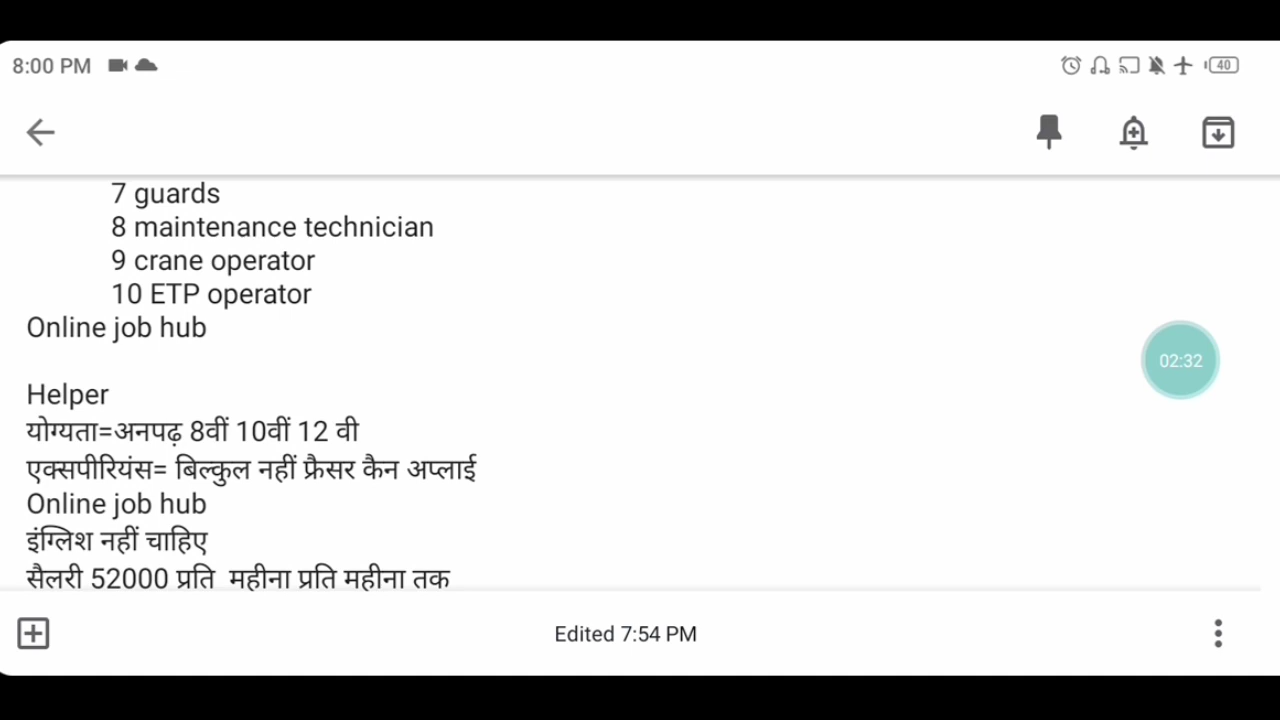 8:00 PM
40
7 guards
8 maintenance technician
9 crane operator
10 ETP operator
Online job hub
02:32
Helper
योग्यता=अनपढ़ 8वीं 10वीं 12 वी
एक्सपीरियंस= बिल्कुल नहीं फ्रैसर कैन अप्लाई
Online job hub
इंग्लिश नहीं चाहिए
सैलरी 52000 प्रति महीना प्रति महीना तक
Edited 7:54 PM